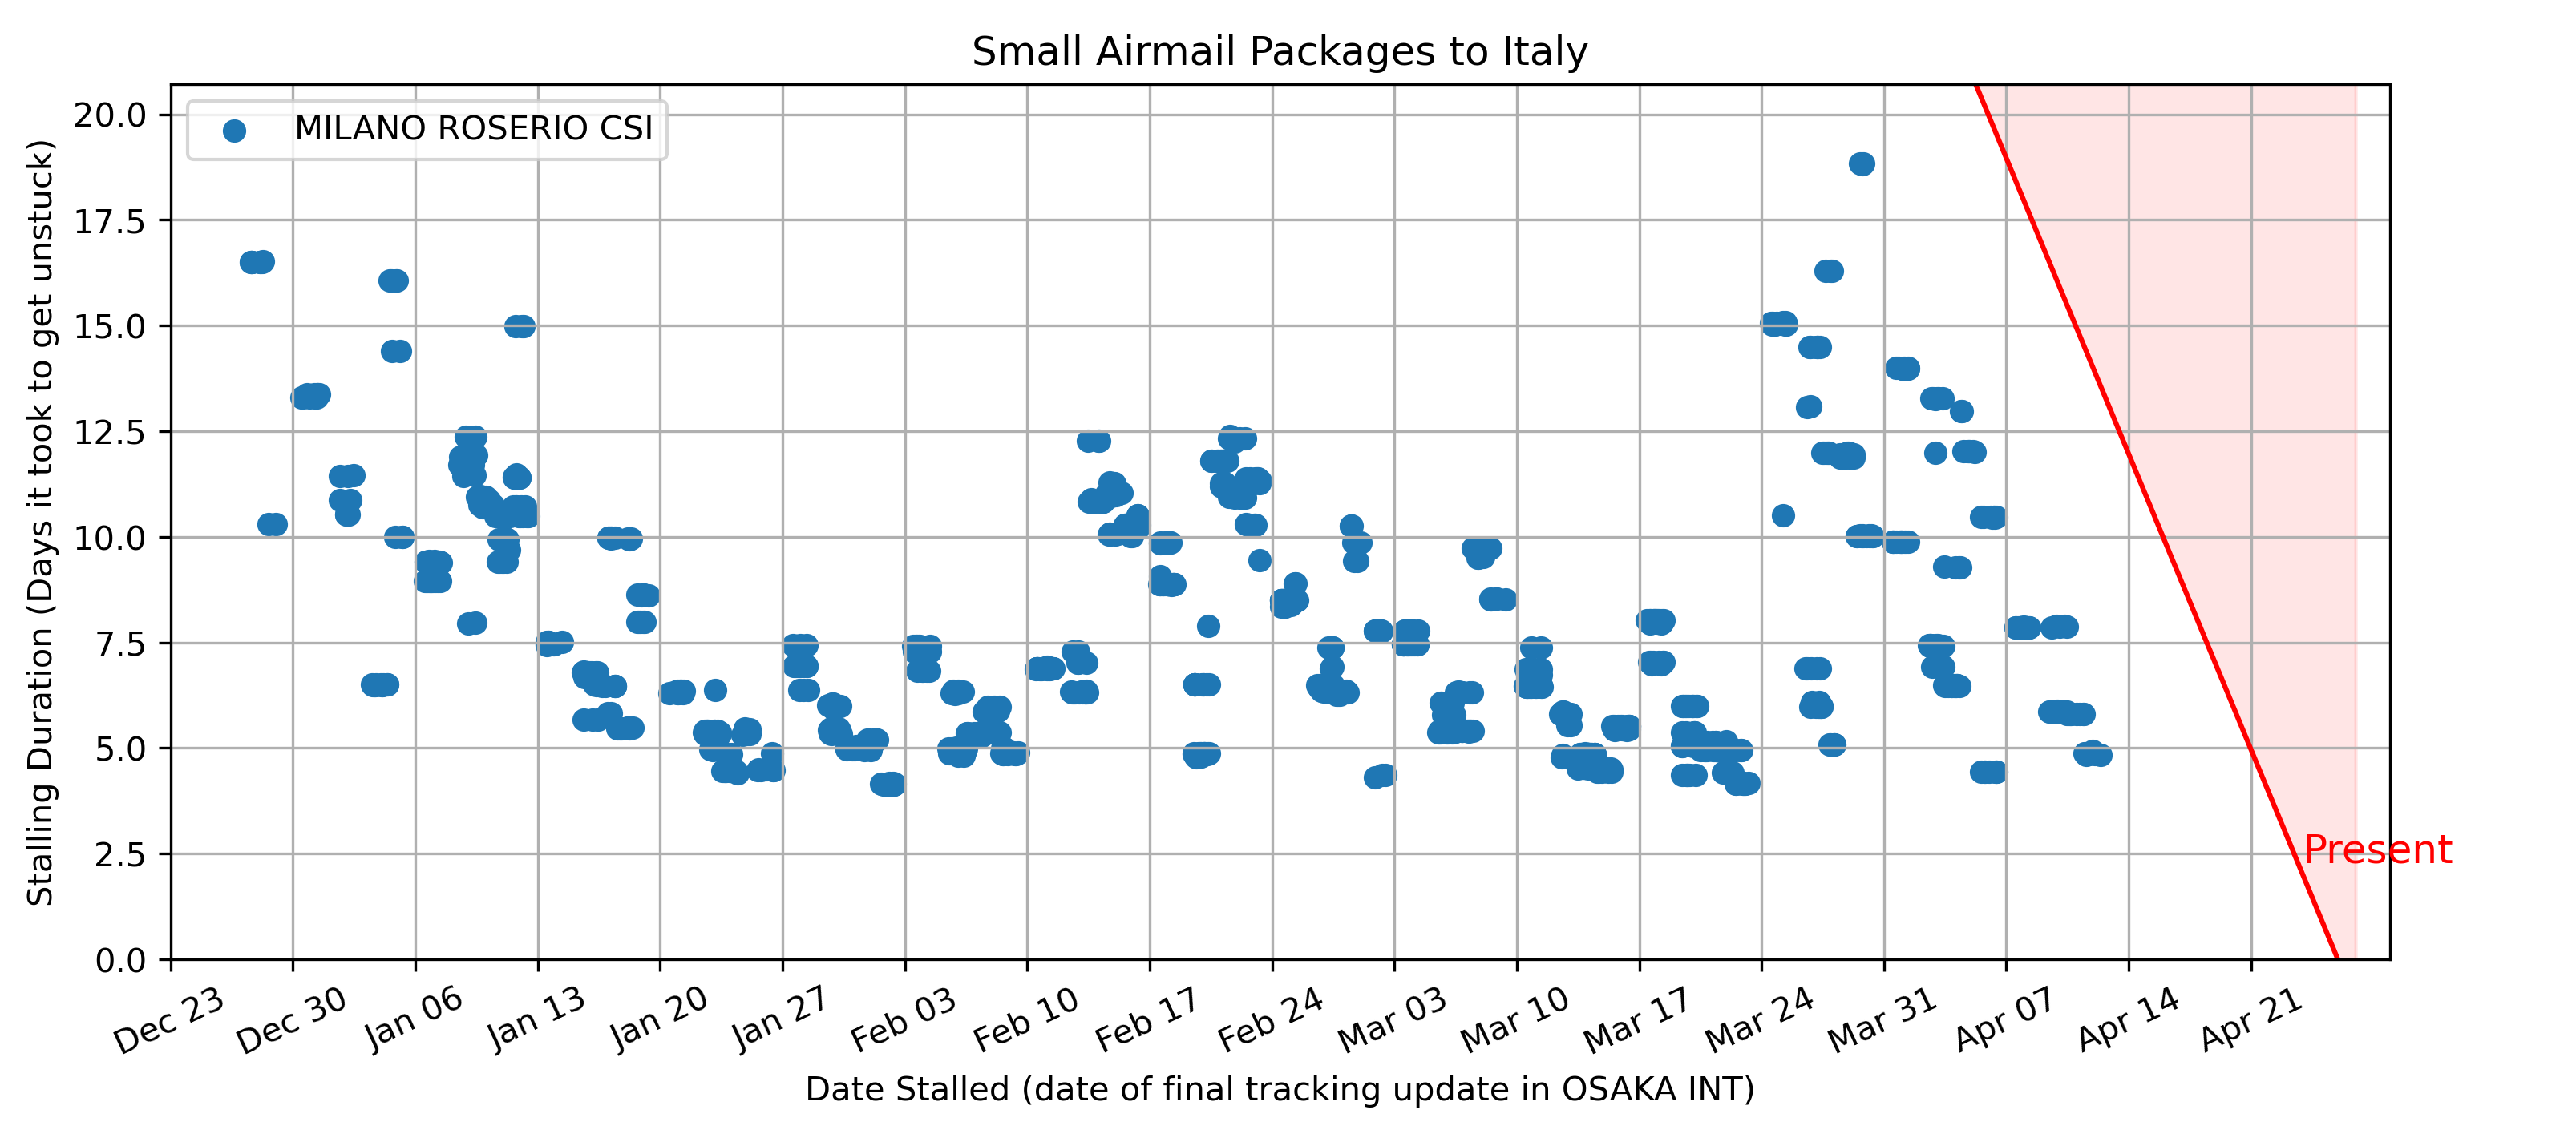 Small Airmail Packages to Italy
MILANO ROSERIO CSI
Stalling Duration (Days it took to get unstuck)
20.0
17.5
15.0
12.5
10.0
7.5
5.0
2.5
0.0
Present
Dec 23
Dec 30
Jan 06
Jan 13
Jan 20
Jan 27
Feb 03
Feb 10
Feb 17
Feb 24
Mar 03
Mar 10
Mar 17
Mar 24
Mar 31
Apr 07
Apr 14
Apr 21
Date Stalled (date of final tracking update in OSAKA INT)